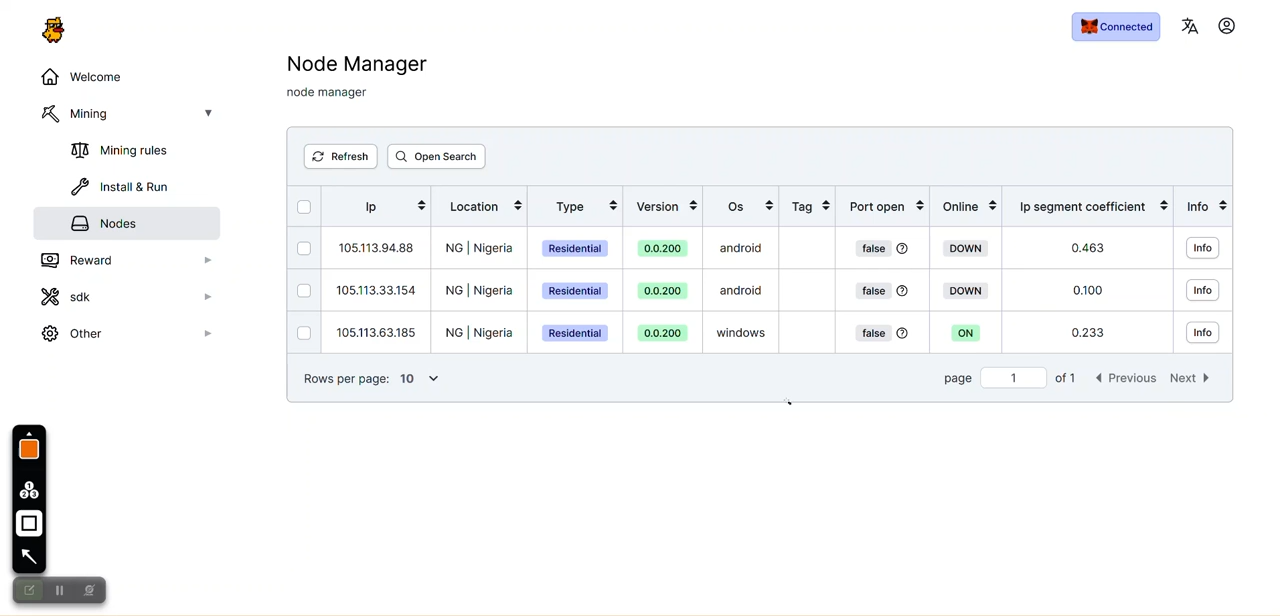 Connected
Welcome
Mining
Mining rules
Install & Run
Nodes
Reward
sdk
Other
Node Manager
node manager
Refresh Open Search
Ip Location Type Version Os Tag Port open Online Ip segment coefficient Info
105.113.94.88 NG | Nigeria Residential 0.0.200 android false DOWN 0.463 Info
105.113.33.154 NG | Nigeria Residential 0.0.200 android false DOWN 0.100 Info
105.113.63.185 NG | Nigeria Residential 0.0.200 windows false ON 0.233 Info
Rows per page: 10 page 1 of 1 Previous Next
1
2 3